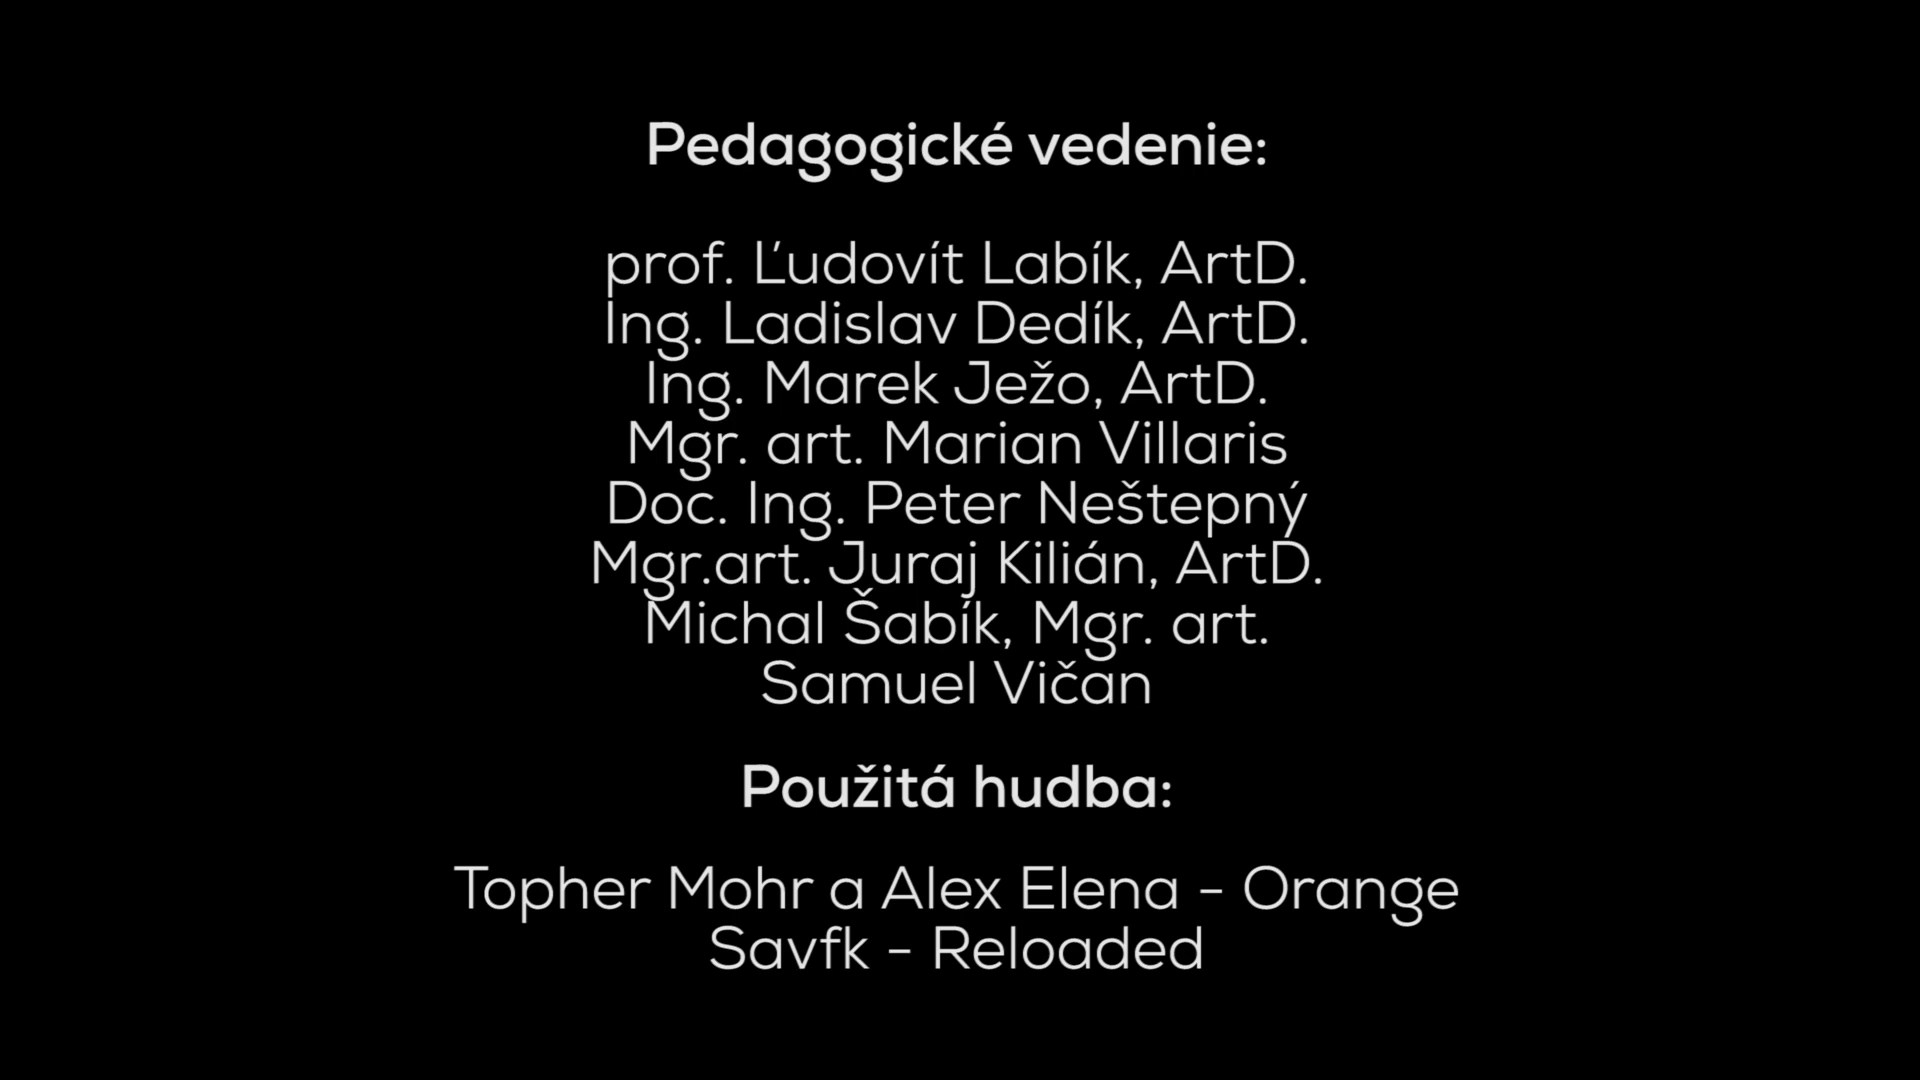 Pedagogické vedenie:
prof. Ľudovít Labík, ArtD.
Ing. Ladislav Dedík, ArtD.
Ing. Marek Ježo, ArtD.
Mgr. art. Marian Villaris
Doc. Ing. Peter Neštepný
Mgr.art. Juraj Kilián, ArtD.
Michal Šabík, Mgr. art.
Samuel Vičan
Použitá hudba:
Topher Mohr a Alex Elena - Orange
Savfk - Reloaded